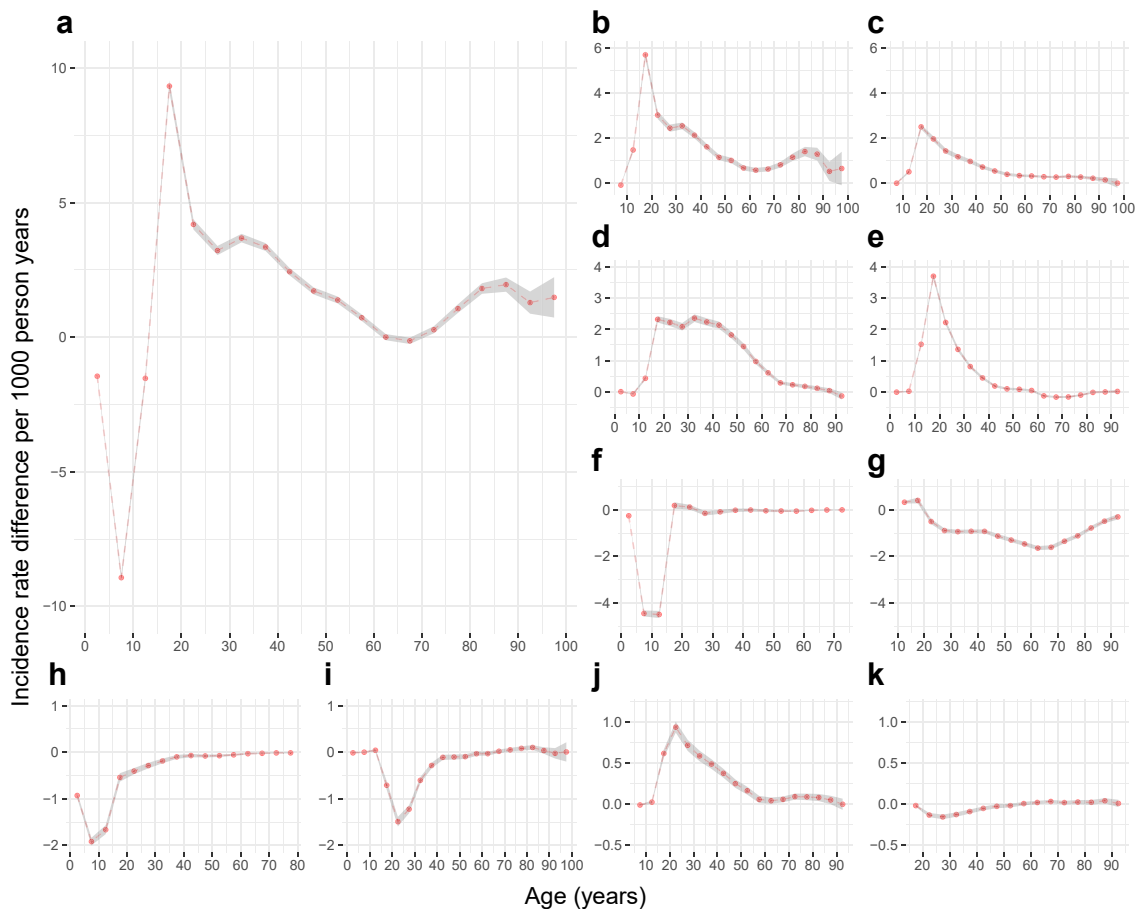 a
b
c
10
5
0
−5
−10
0 10 20 30 40 50 60 70 80 90 100
6
4
2
0
10 20 30 40 50 60 70 80 90 100
6
4
2
0
10 20 30 40 50 60 70 80 90 100
d
e
4
3
2
1
0
0 10 20 30 40 50 60 70 80 90
4
3
2
1
0
0 10 20 30 40 50 60 70 80 90
f
g
0
−2
−4
0 10 20 30 40 50 60 70
0
−2
−4
10 20 30 40 50 60 70 80 90
h
i
j
k
1
0
−1
−2
0 10 20 30 40 50 60 70 80
1
0
−1
−2
0 10 20 30 40 50 60 70 80 90 100
1.0
0.5
0.0
−0.5
10 20 30 40 50 60 70 80 90
1.0
0.5
0.0
−0.5
20 30 40 50 60 70 80 90
Incidence rate difference per 1000 person years
Age (years)